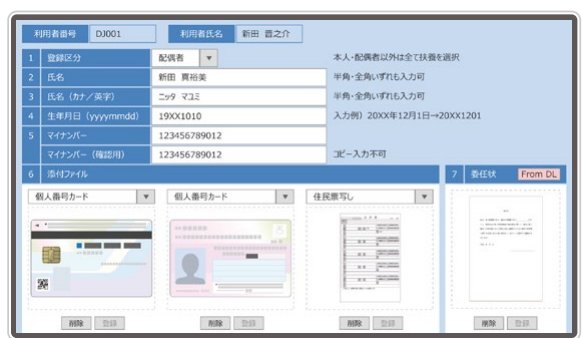 利用者番号 DJ001 利用者氏名 新田 晋之介
1 登録区分 配偶者 ▼ 本人・配偶者以外は全て扶養を選択
2 氏名 新田 真裕美 半角・全角いずれも入力可
3 氏名（カナ／英字） ニッタ マユミ 半角・全角いずれも入力可
4 生年月日（yyyymmdd） 19XX1010 入力例）20XX年12月1日→20XX1201
5 マイナンバー 123456789012
マイナンバー（確認用） 123456789012 コピー入力不可
6 添付ファイル 7 委任状 From DL
個人番号カード ▼ 個人番号カード ▼ 住民票写し ▼
削除 登録 削除 登録 削除 登録 削除 登録